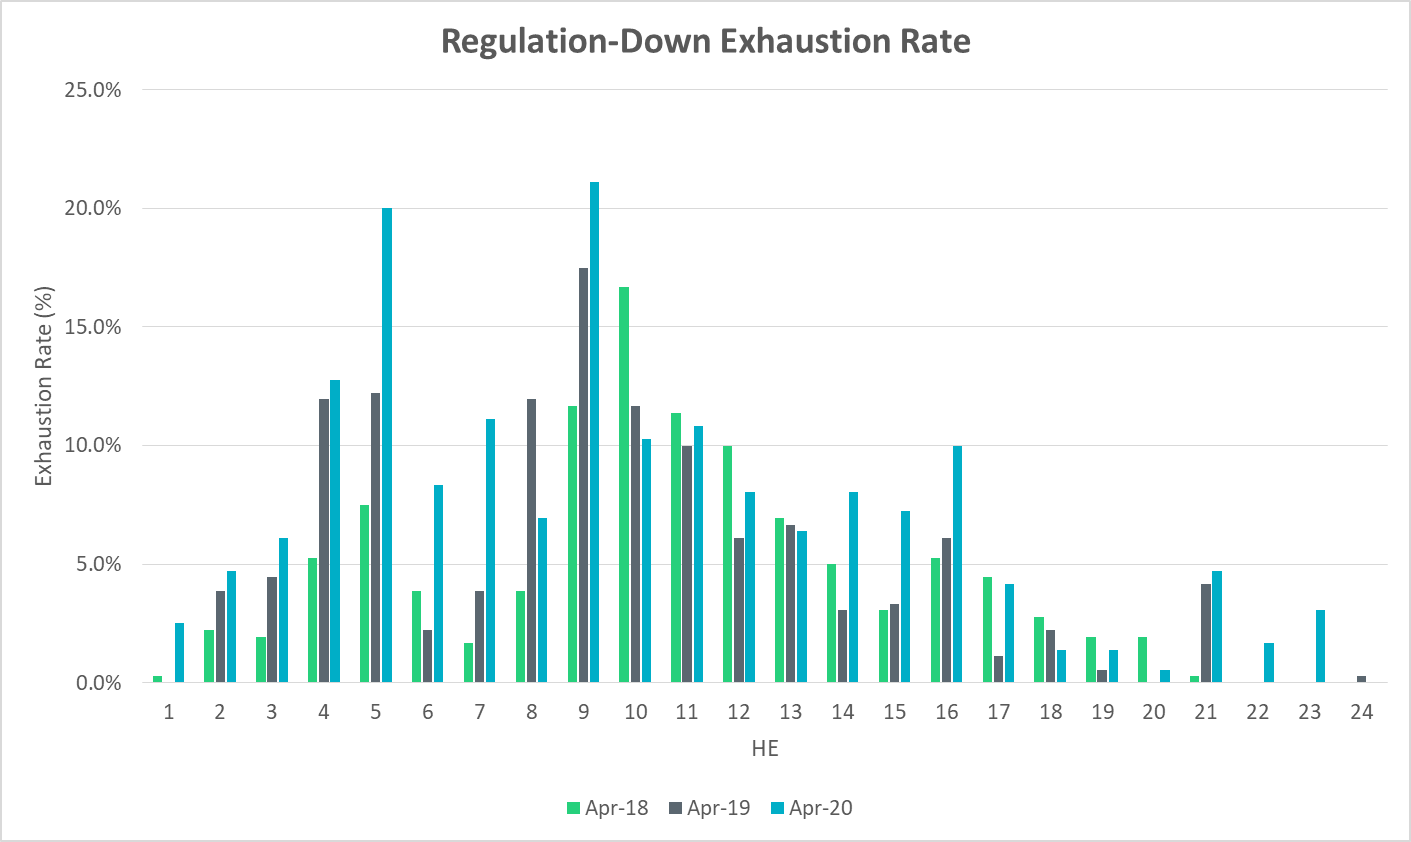 Regulation-Down Exhaustion Rate
25.0%
20.0%
15.0%
10.0%
5.0%
0.0%
Exhaustion Rate (%)
1 2 3 4 5 6 7 8 9 10 11 12 13 14 15 16 17 18 19 20 21 22 23 24
HE
Apr-18 Apr-19 Apr-20